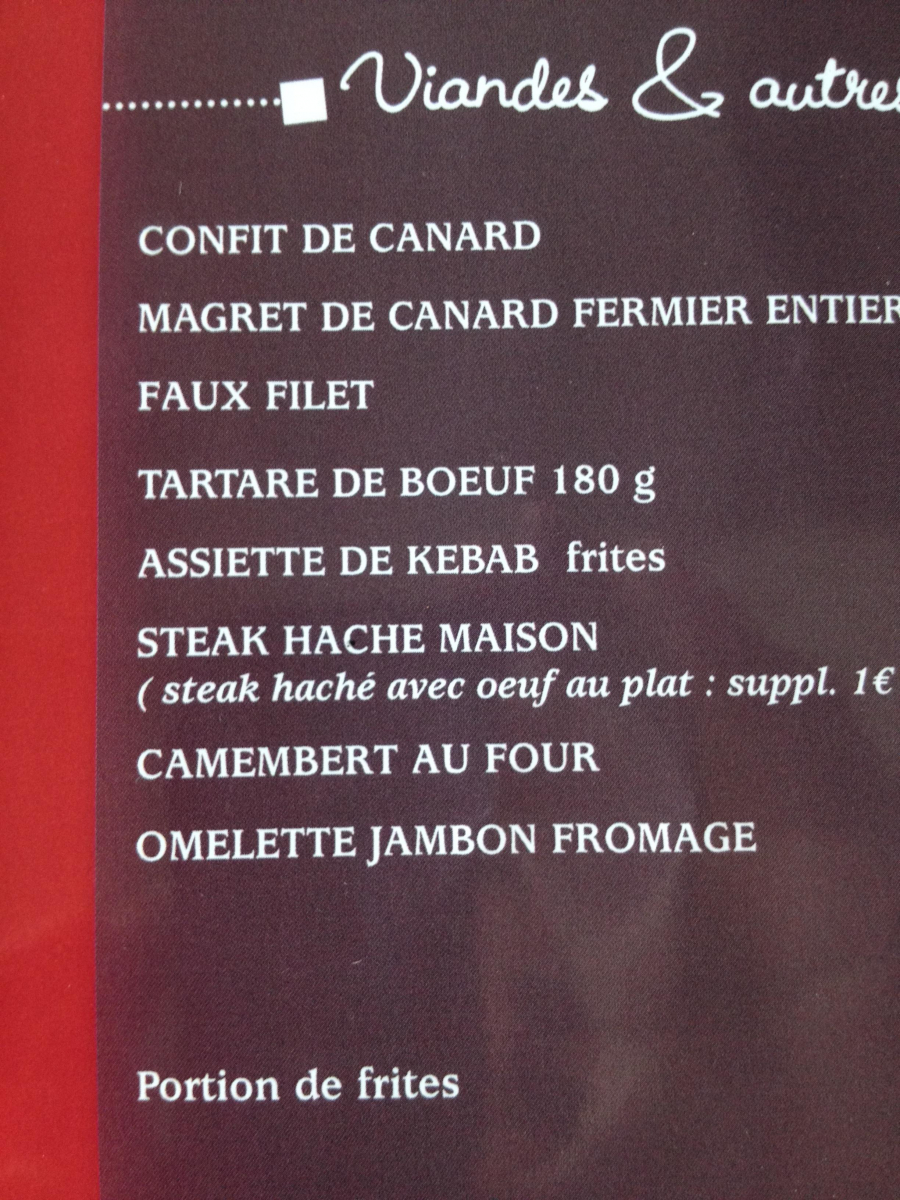 Viandes & autres
CONFIT DE CANARD
MAGRET DE CANARD FERMIER ENTIER
FAUX FILET
TARTARE DE BOEUF 180 g
ASSIETTE DE KEBAB frites
STEAK HACHE MAISON
( steak haché avec oeuf au plat : suppl. 1€
CAMEMBERT AU FOUR
OMELETTE JAMBON FROMAGE
Portion de frites